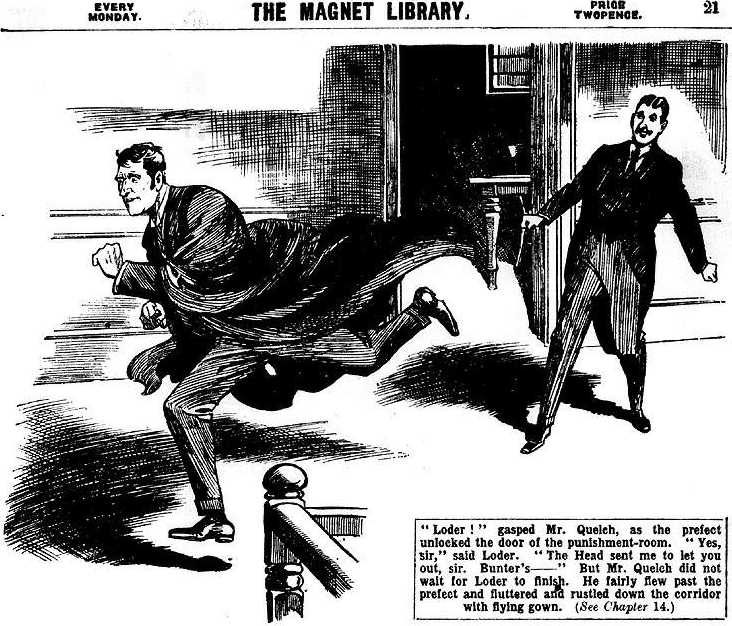 EVERY
MONDAY.
THE MAGNET LIBRARY.
PRICE
TWOPENCE.
21
"Loder!" gasped Mr. Quelch, as the prefect
unlocked the door of the punishment-room. "Yes,
sir," said Loder. "The Head sent me to let you
out, sir. Bunter's——" But Mr. Quelch did not
wait for Loder to finish. He fairly flew past the
prefect and fluttered and rustled down the corridor
with flying gown. (See Chapter 14.)